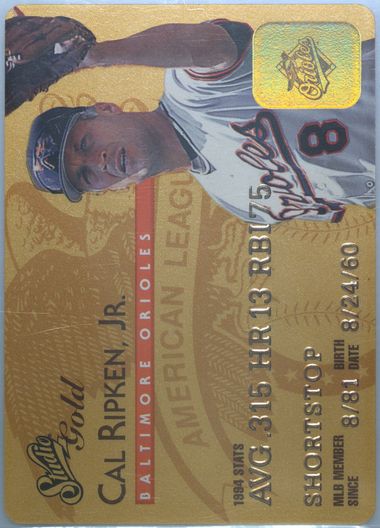 Studio
Gold
CAL RIPKEN, JR.
BALTIMORE ORIOLES
AMERICAN LEAGUE
1994 STATS
AVG .315 HR 13 RBI 75
SHORTSTOP
MLB MEMBER SINCE 8/81 BIRTH DATE 8/24/60
Orioles
Orioles
8